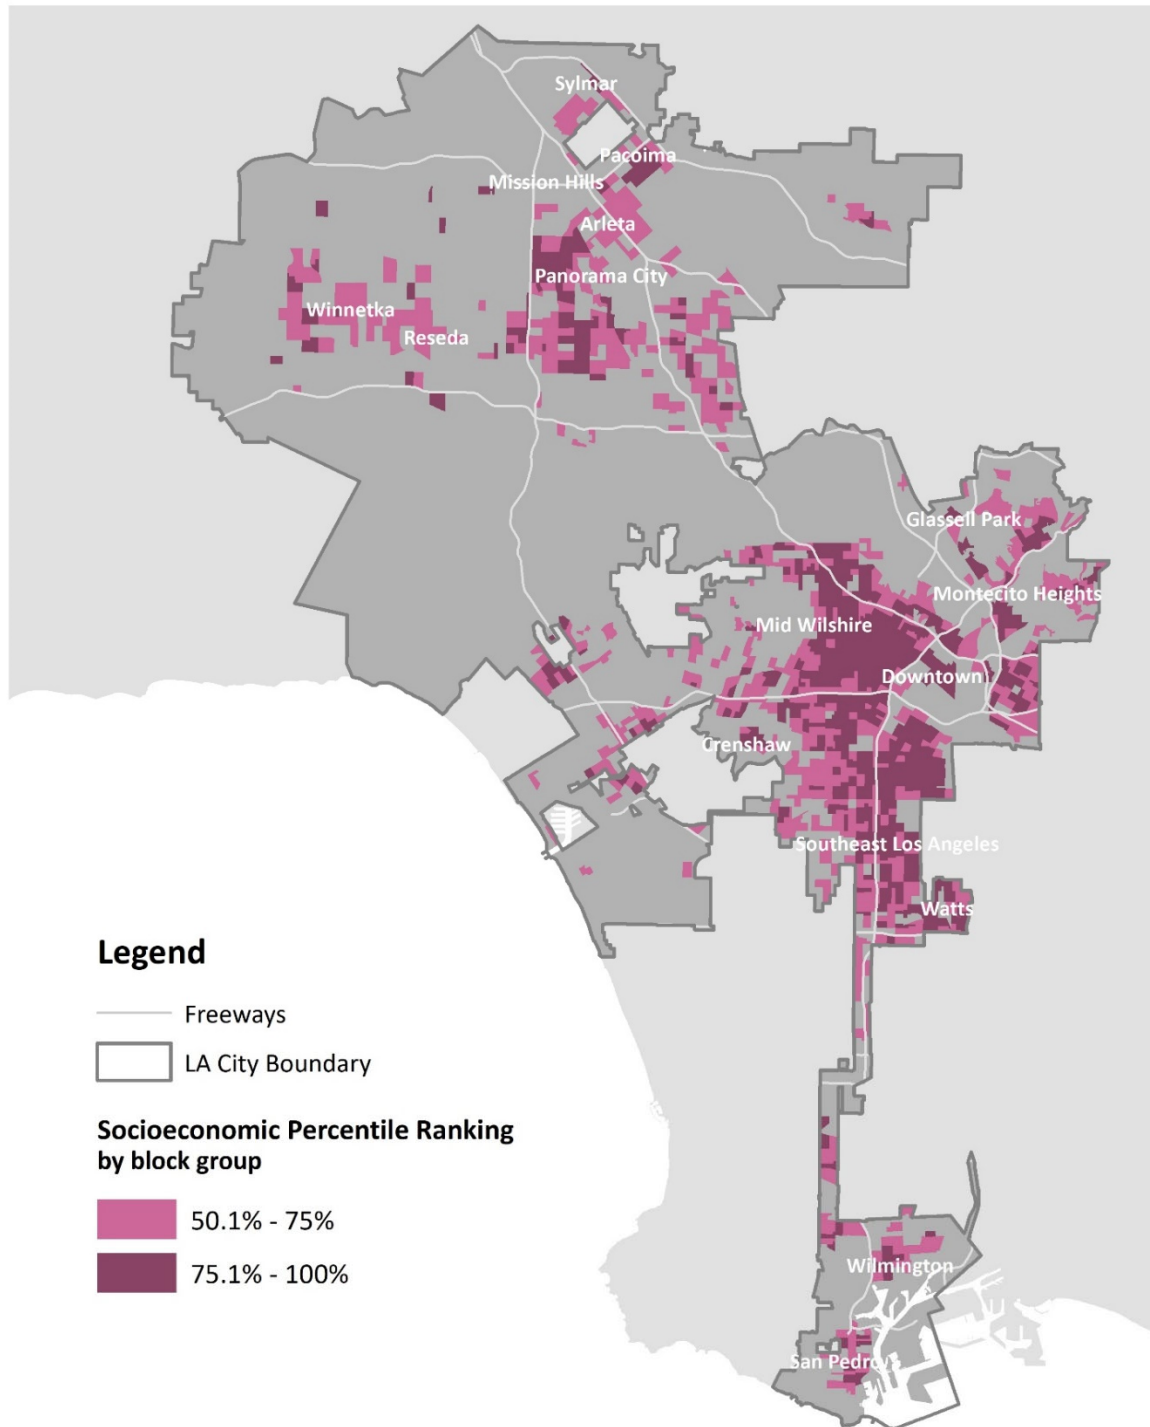 Sylmar
Pacoima
Mission Hills
Arleta
Panorama City
Winnetka
Reseda
Glassell Park
Montecito Heights
Mid Wilshire
Downtown
Crenshaw
Southeast Los Angeles
Watts
Legend
Freeways
LA City Boundary
Socioeconomic Percentile Ranking
by block group
50.1% - 75%
75.1% - 100%
Wilmington
San Pedro